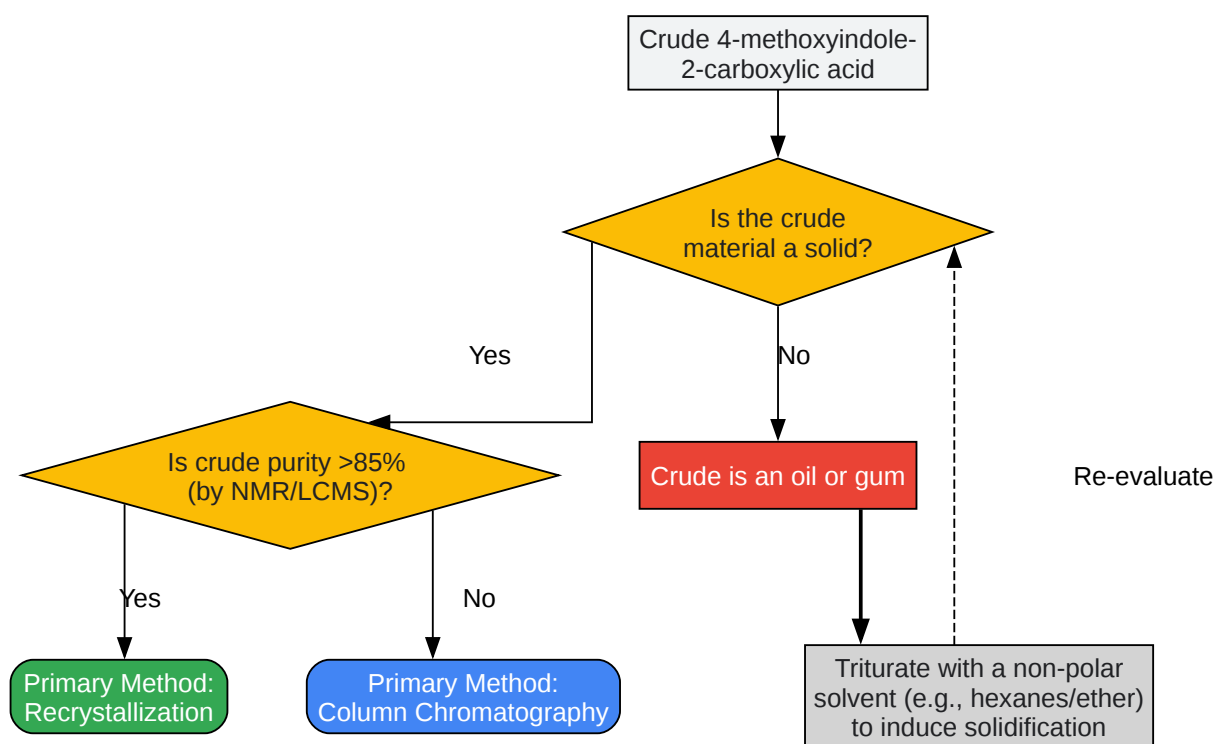 Crude 4-methoxyindole-
2-carboxylic acid
Is the crude
material a solid?
Yes
No
Is crude purity >85%
(by NMR/LCMS)?
Crude is an oil or gum
Re-evaluate
Yes
No
Primary Method:
Recrystallization
Primary Method:
Column Chromatography
Triturate with a non-polar
solvent (e.g., hexanes/ether)
to induce solidification